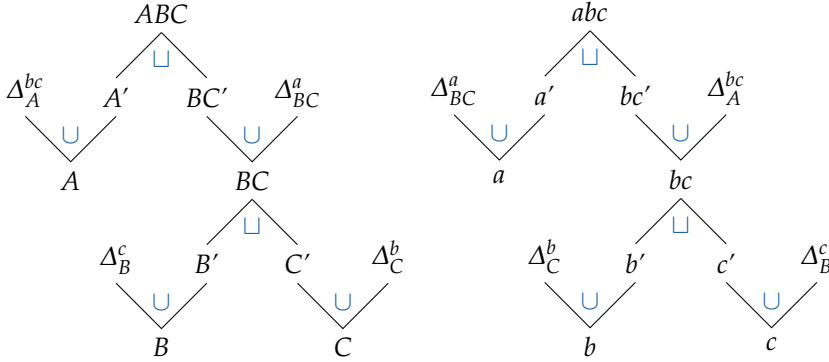 ABC abc
⊔ ⊔
Δ_A^{bc} A′ BC′ Δ_{BC}^a Δ_{BC}^a a′ bc′ Δ_A^{bc}
∪ ∪ ∪ ∪
A BC a bc
⊔ ⊔
Δ_B^c B′ C′ Δ_C^b Δ_C^b b′ c′ Δ_B^c
∪ ∪ ∪ ∪
B C b c